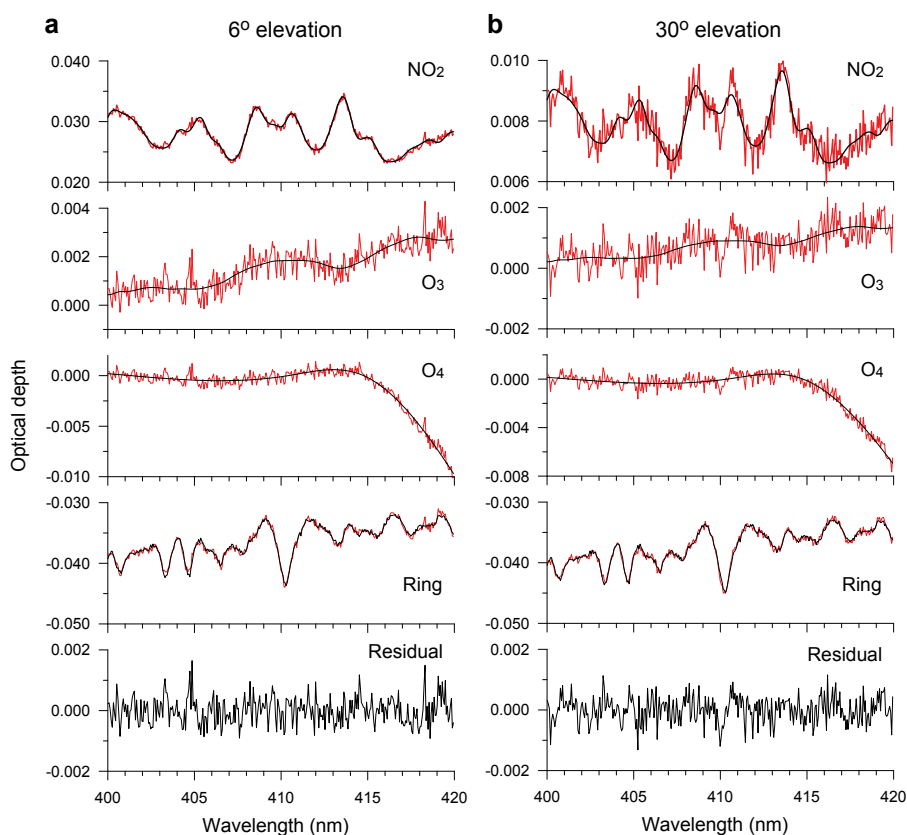 a 6º elevation
b 30º elevation
NO2
0.040
0.030
0.020
NO2
0.010
0.008
0.006
O3
0.004
0.002
0.000
O3
0.002
0.000
-0.002
O4
0.000
-0.005
-0.010
O4
0.000
-0.004
-0.008
Optical depth
Ring
-0.030
-0.040
-0.050
Ring
-0.030
-0.040
-0.050
Residual
0.002
0.000
-0.002
Residual
0.002
0.000
-0.002
400 405 410 415 420
400 405 410 415 420
Wavelength (nm)
Wavelength (nm)